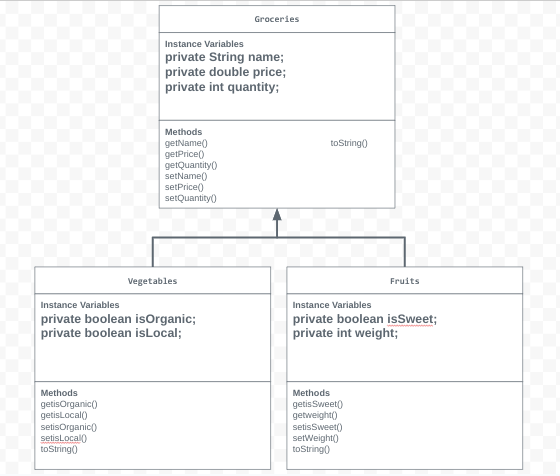 Groceries
Instance Variables
private String name;
private double price;
private int quantity;
Methods
getName()
toString()
getPrice()
getQuantity()
setName()
setPrice()
setQuantity()
Vegetables
Instance Variables
private boolean isOrganic;
private boolean isLocal;
Methods
getisOrganic()
getisLocal()
setisOrganic()
setisLocal()
toString()
Fruits
Instance Variables
private boolean isSweet;
private int weight;
Methods
getisSweet()
getweight()
setisSweet()
setWeight()
toString()